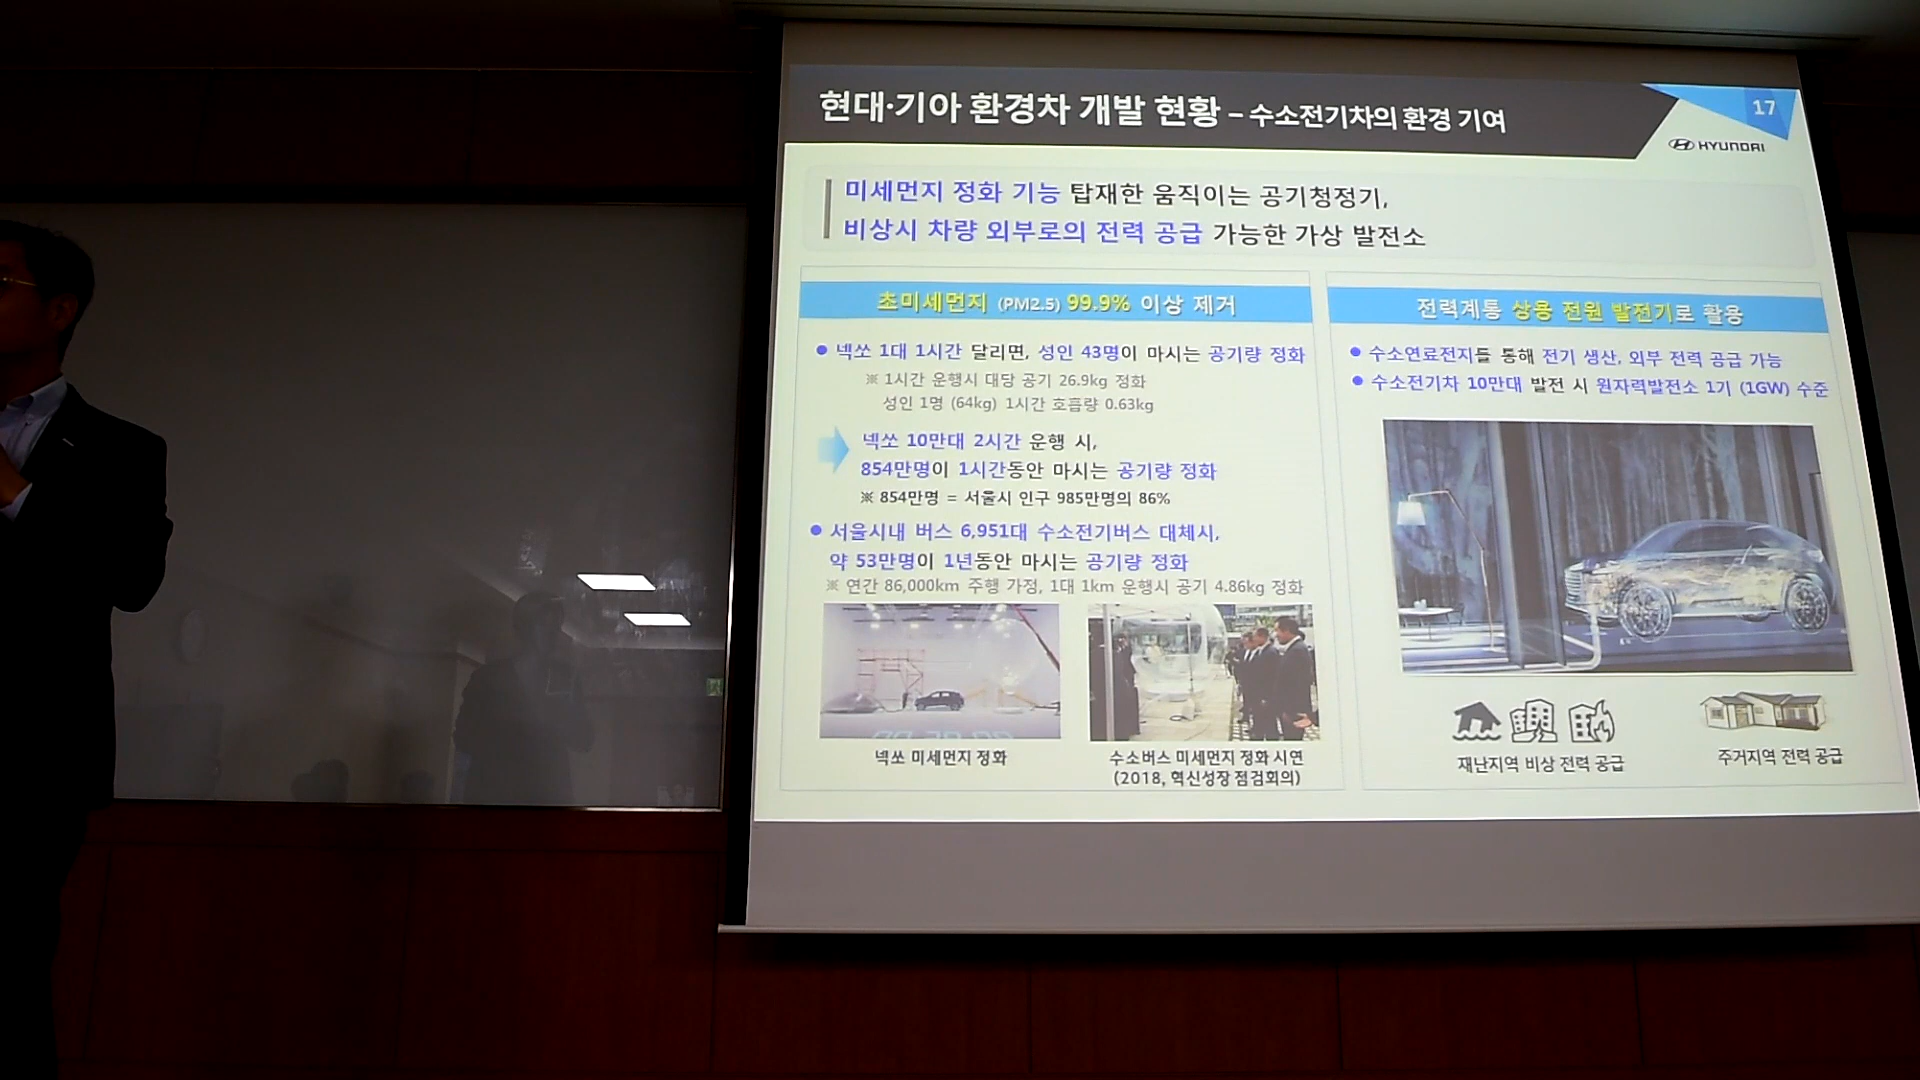 현대·기아 환경차 개발 현황 – 수소전기차의 환경 기여
17
HYUNDAI
미세먼지 정화 기능 탑재한 움직이는 공기청정기,
비상시 차량 외부로의 전력 공급 가능한 가상 발전소
초미세먼지 (PM2.5) 99.9% 이상 제거
● 넥쏘 1대 1시간 달리면, 성인 43명이 마시는 공기량 정화
※ 1시간 운행시 대당 공기 26.9kg 정화
성인 1명 (64kg) 1시간 호흡량 0.63kg
넥쏘 10만대 2시간 운행 시,
854만명이 1시간동안 마시는 공기량 정화
※ 854만명 = 서울시 인구 985만명의 86%
● 서울시내 버스 6,951대 수소전기버스 대체시,
약 53만명이 1년동안 마시는 공기량 정화
※ 연간 86,000km 주행 가정, 1대 1km 운행시 공기 4.86kg 정화
넥쏘 미세먼지 정화
수소버스 미세먼지 정화 시연
(2018, 혁신성장 점검회의)
전력계통 상용 전원 발전기로 활용
● 수소연료전지를 통해 전기 생산, 외부 전력 공급 가능
● 수소전기차 10만대 발전 시 원자력발전소 1기 (1GW) 수준
재난지역 비상 전력 공급
주거지역 전력 공급